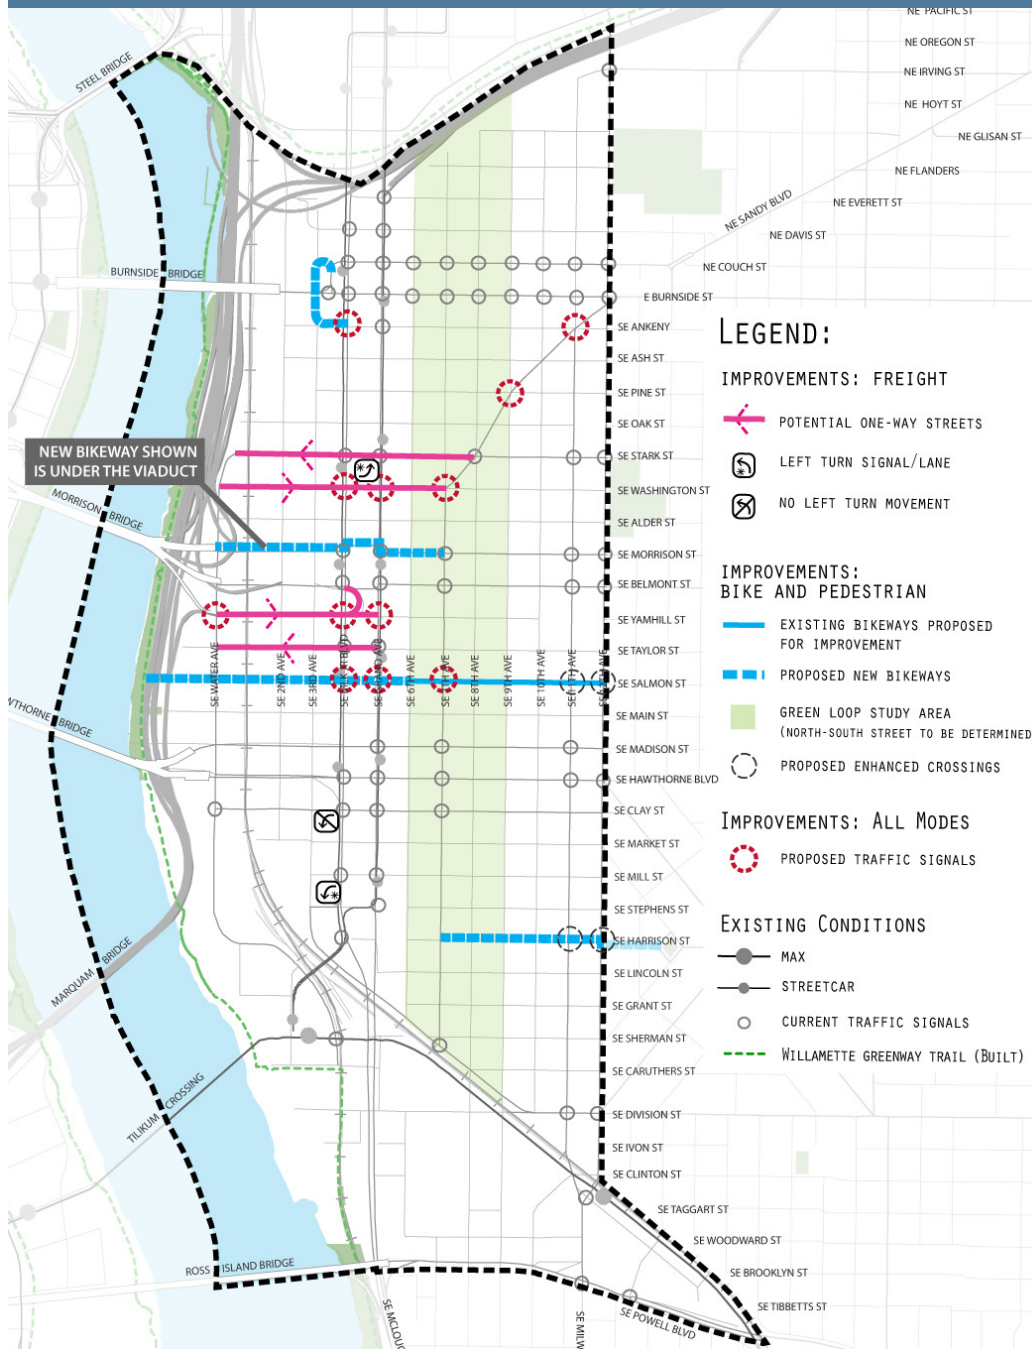 NE PACIFIC ST
NE OREGON ST
NE IRVING ST
NE HOYT ST
NE GLISAN ST
NE FLANDERS
NE EVERETT ST
NE SANDY BLVD
NE DAVIS ST
NE COUCH ST
E BURNSIDE ST
STEEL BRIDGE
BURNSIDE BRIDGE
NEW BIKEWAY SHOWN
IS UNDER THE VIADUCT
MORRISON BRIDGE
WTHORNE BRIDGE
MARQUAM BRIDGE
TILIKUM CROSSING
ROSS ISLAND BRIDGE
SE ANKENY
SE ASH ST
SE PINE ST
SE OAK ST
SE STARK ST
SE WASHINGTON ST
SE ALDER ST
SE MORRISON ST
SE BELMONT ST
SE YAMHILL ST
SE TAYLOR ST
SE SALMON ST
SE MAIN ST
SE MADISON ST
SE HAWTHORNE BLVD
SE CLAY ST
SE MARKET ST
SE MILL ST
SE STEPHENS ST
SE HARRISON ST
SE LINCOLN ST
SE GRANT ST
SE SHERMAN ST
SE CARUTHERS ST
SE DIVISION ST
SE IVON ST
SE CLINTON ST
SE TAGGART ST
SE WOODWARD ST
SE BROOKLYN ST
SE TIBBETTS ST
SE POWELL BLVD
SE MILW
SE MCLOUG
SE WATER AVE
SE 2ND AVE
SE 3RD AVE
SE 6TH AVE
SE 8TH AVE
SE 9TH AVE
SE 10TH AVE
LEGEND:
IMPROVEMENTS: FREIGHT
POTENTIAL ONE-WAY STREETS
LEFT TURN SIGNAL/LANE
NO LEFT TURN MOVEMENT
IMPROVEMENTS:
BIKE AND PEDESTRIAN
EXISTING BIKEWAYS PROPOSED
FOR IMPROVEMENT
PROPOSED NEW BIKEWAYS
GREEN LOOP STUDY AREA
(NORTH-SOUTH STREET TO BE DETERMINED
PROPOSED ENHANCED CROSSINGS
IMPROVEMENTS: ALL MODES
PROPOSED TRAFFIC SIGNALS
EXISTING CONDITIONS
MAX
STREETCAR
CURRENT TRAFFIC SIGNALS
WILLAMETTE GREENWAY TRAIL (BUILT)